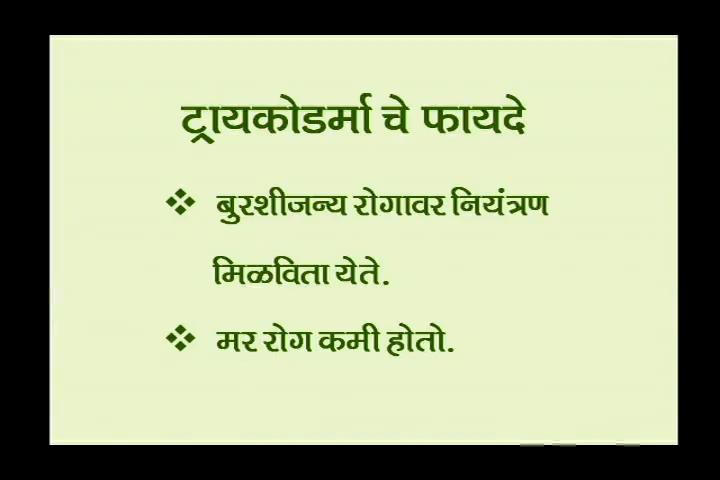 ट्रायकोडर्मा चे फायदे
❖ बुरशीजन्य रोगावर नियंत्रण
मिळविता येते.
❖ मर रोग कमी होतो.